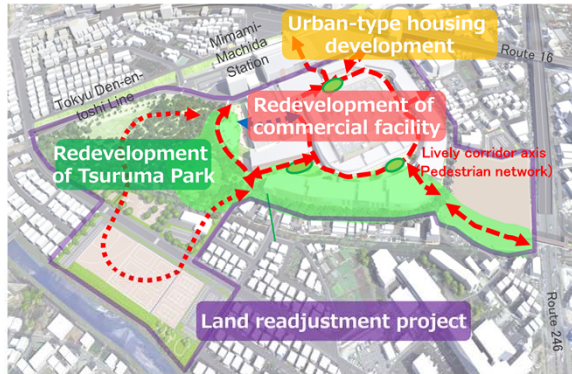 Urban-type housing
development
Route 16
Mimami-
Machida
Station
Tokyu Den-en-
toshi Line
Redevelopment of
commercial facility
Redevelopment
of Tsuruma Park
Lively corridor axis
(Pedestrian network)
Land readjustment project
Route 246